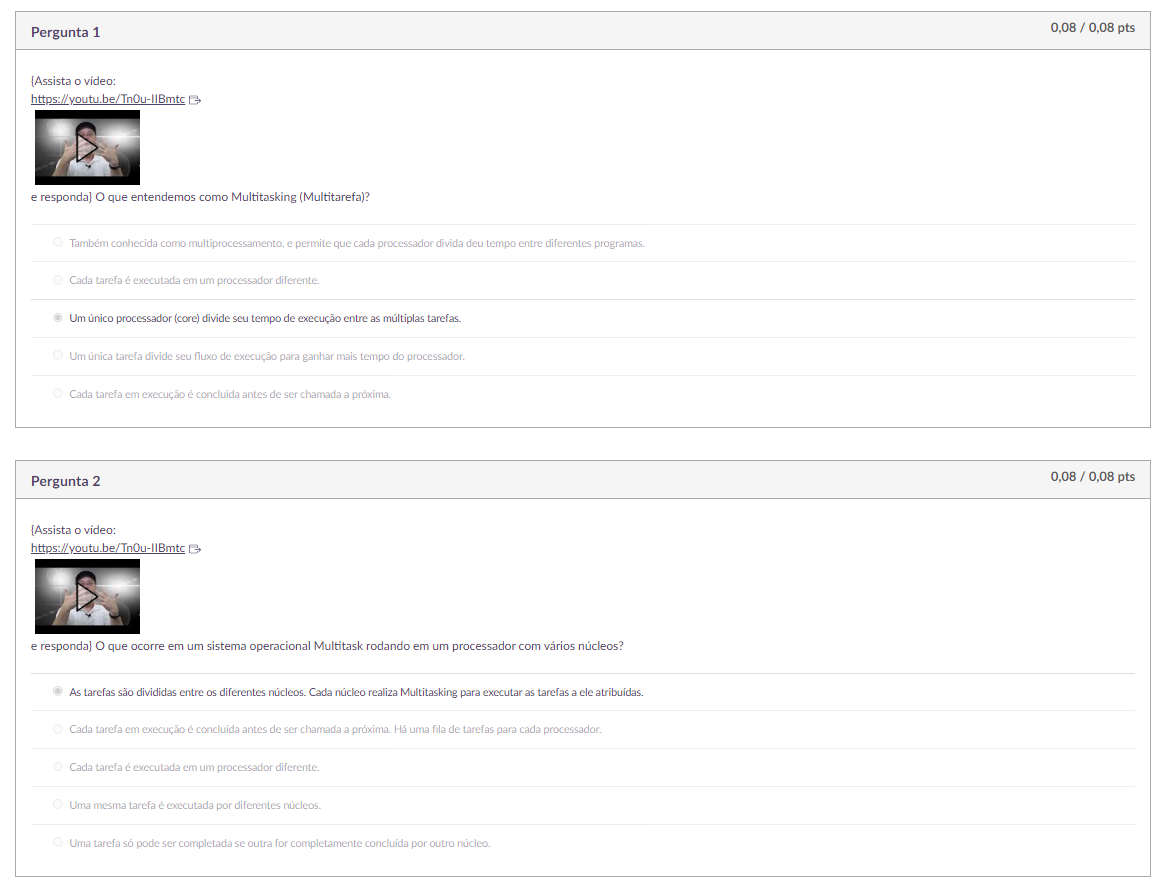 Pergunta 1
0,08 / 0,08 pts
{Assista o vídeo:
https://youtu.be/Tn0u-IIBmtc
e responda} O que entendemos como Multitasking (Multitarefa)?
Também conhecida como multiprocessamento, e permite que cada processador divida deu tempo entre diferentes programas.
Cada tarefa é executada em um processador diferente.
Um único processador (core) divide seu tempo de execução entre as múltiplas tarefas.
Um única tarefa divide seu fluxo de execução para ganhar mais tempo do processador.
Cada tarefa em execução é concluída antes de ser chamada a próxima.
Pergunta 2
0,08 / 0,08 pts
{Assista o vídeo:
https://youtu.be/Tn0u-IIBmtc
e responda} O que ocorre em um sistema operacional Multitask rodando em um processador com vários núcleos?
As tarefas são divididas entre os diferentes núcleos. Cada núcleo realiza Multitasking para executar as tarefas a ele atribuídas.
Cada tarefa em execução é concluída antes de ser chamada a próxima. Há uma fila de tarefas para cada processador.
Cada tarefa é executada em um processador diferente.
Uma mesma tarefa é executada por diferentes núcleos.
Uma tarefa só pode ser completada se outra for completamente concluída por outro núcleo.